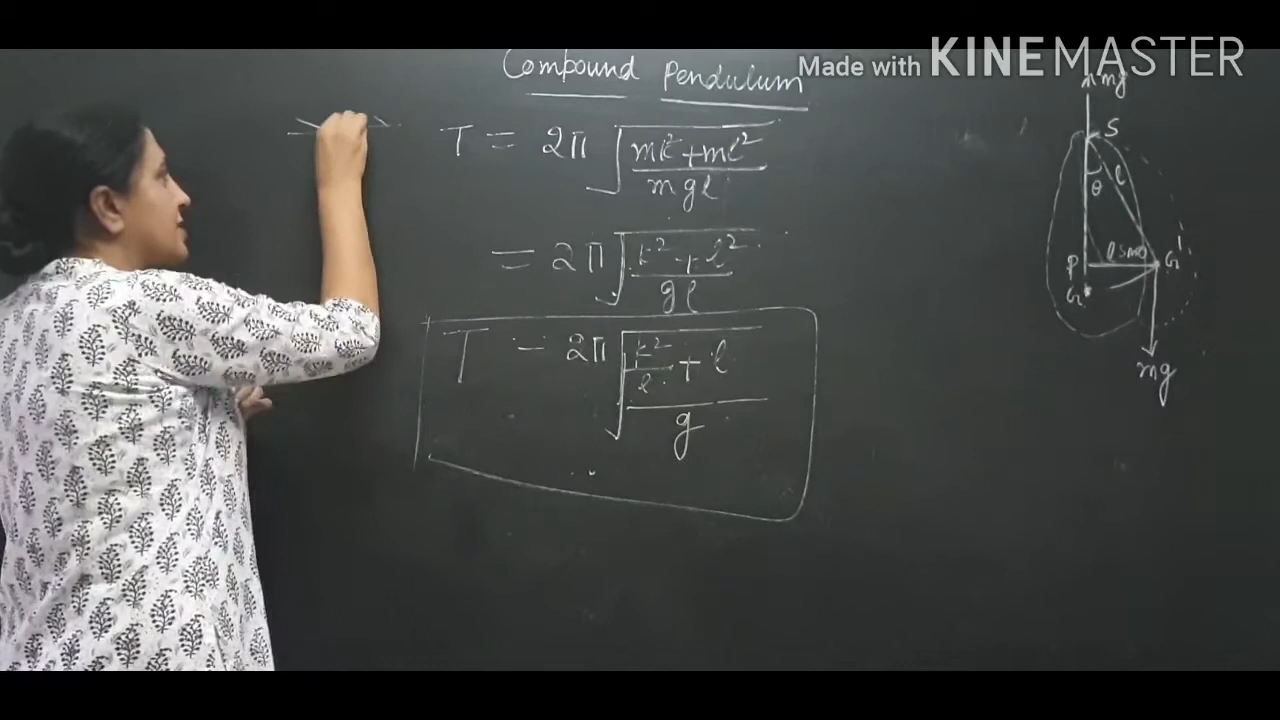 Made with KINEMASTER
Compound Pendulum
T = 2π √(mk²+ml² / mgl)
= 2π √(k²+l² / gl)
T = 2π √((k²/l + l) / g)
mg
S
θ
l
P
l sinθ
G'
G
mg